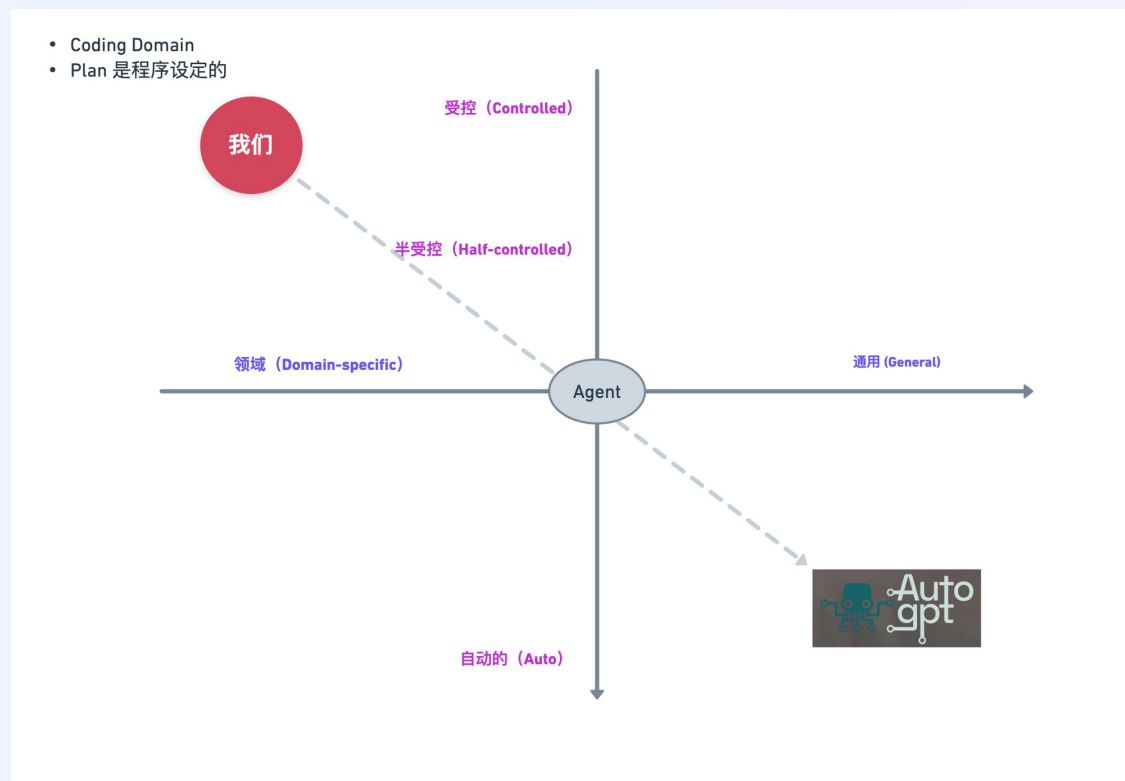 • Coding Domain
• Plan 是程序设定的
受控（Controlled）
我们
半受控（Half-controlled）
领域（Domain-specific）
通用 (General)
Agent
Auto
gpt
自动的（Auto）